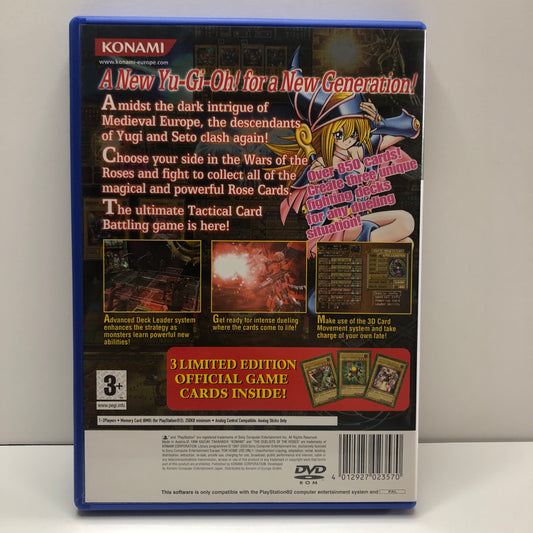 KONAMI
www.konami-europe.com
A New Yu-Gi-Oh! for a New Generation!
Amidst the dark intrigue of
Medieval Europe, the descendants
of Yugi and Seto clash again!
Choose your side in the Wars of the
Roses and fight to collect all of the
magical and powerful Rose Cards.
The ultimate Tactical Card
Battling game is here!
Over 850 cards!
Create three unique
fighting decks
for any dueling
situation!
Advanced Deck Leader system
enhances the strategy as
monsters learn powerful new
abilities!
Get ready for intense dueling
where the cards come to life!
Make use of the 3D Card
Movement system and take
charge of your own fate!
3 LIMITED EDITION
OFFICIAL GAME
CARDS INSIDE!
3+
www.pegi.info
DVD
ROM
4 012927 023570
This software is only compatible with the PlayStation®2 computer entertainment system and
PAL